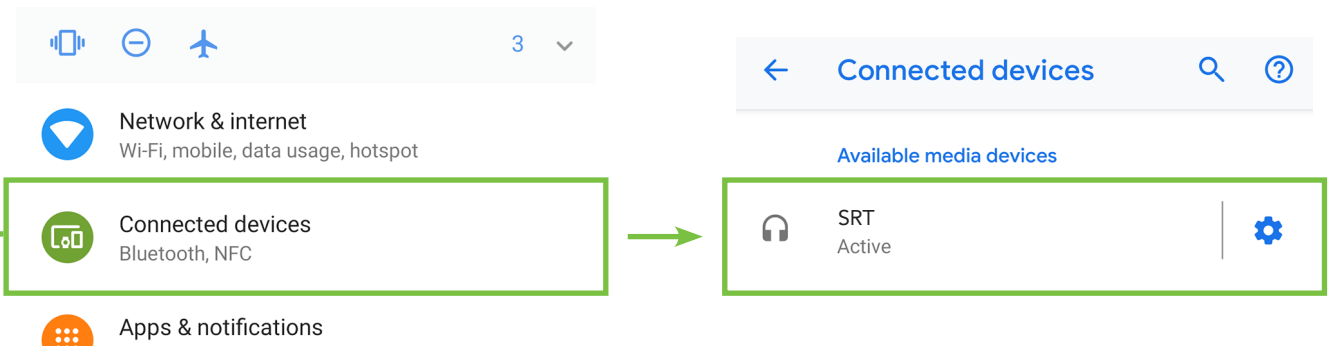 3
Network & internet
Wi-Fi, mobile, data usage, hotspot
Connected devices
Bluetooth, NFC
Apps & notifications
Connected devices
Available media devices
SRT
Active